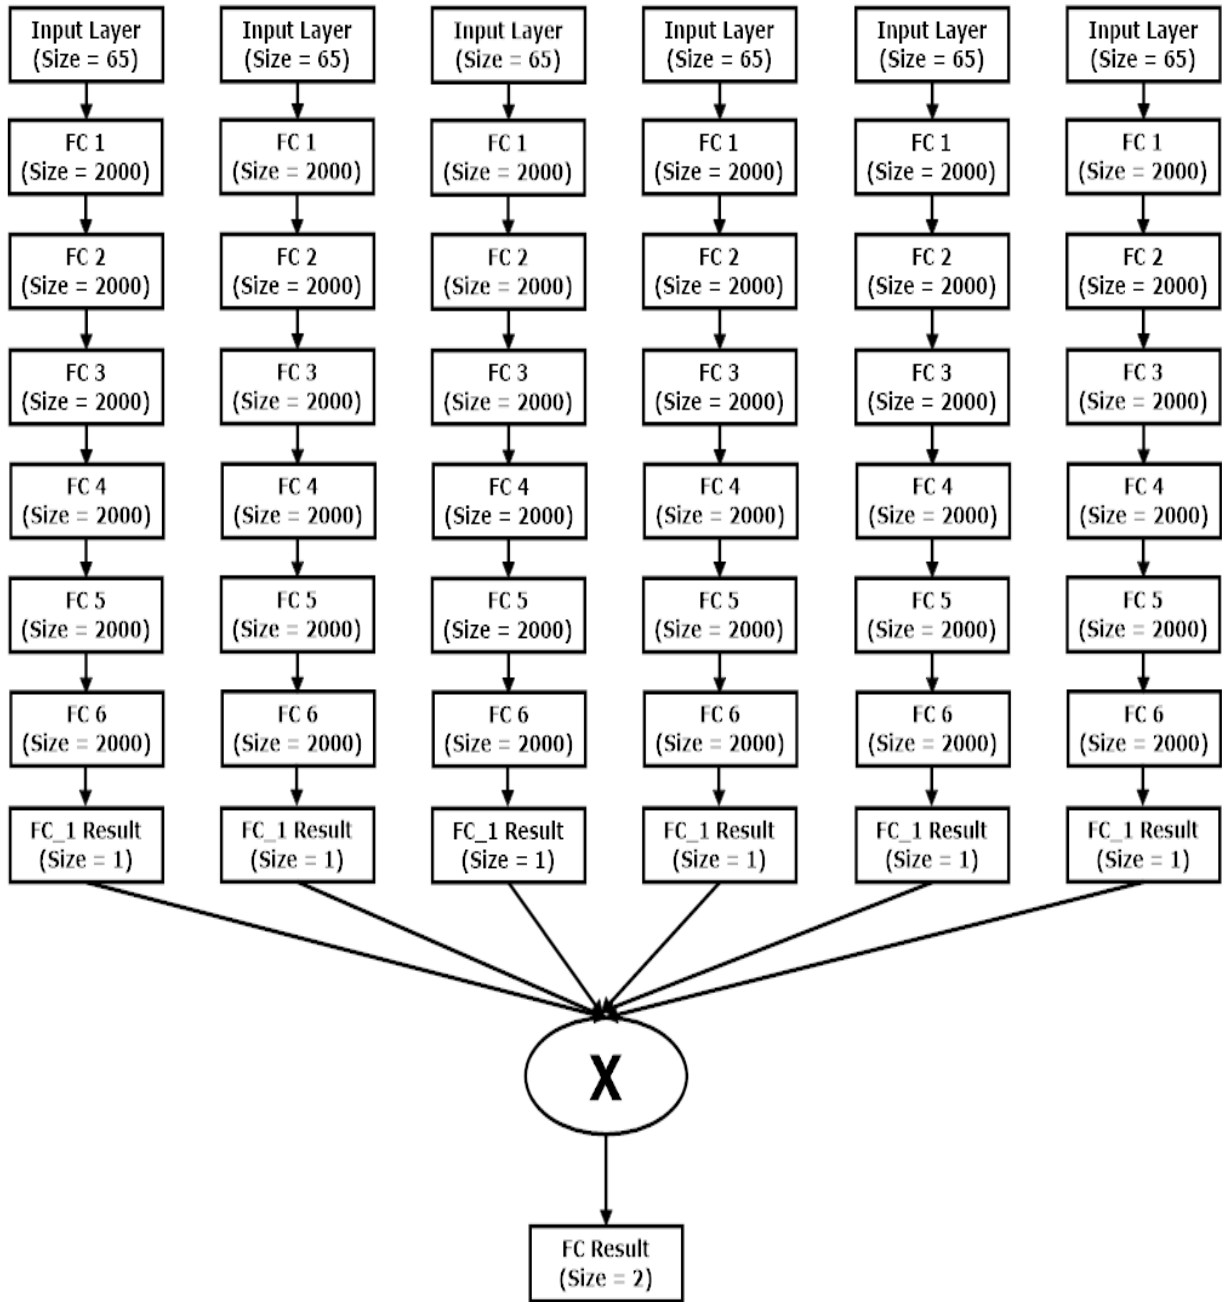 Input Layer
(Size = 65)
Input Layer
(Size = 65)
Input Layer
(Size = 65)
Input Layer
(Size = 65)
Input Layer
(Size = 65)
Input Layer
(Size = 65)
FC 1
(Size = 2000)
FC 1
(Size = 2000)
FC 1
(Size = 2000)
FC 1
(Size = 2000)
FC 1
(Size = 2000)
FC 1
(Size = 2000)
FC 2
(Size = 2000)
FC 2
(Size = 2000)
FC 2
(Size = 2000)
FC 2
(Size = 2000)
FC 2
(Size = 2000)
FC 2
(Size = 2000)
FC 3
(Size = 2000)
FC 3
(Size = 2000)
FC 3
(Size = 2000)
FC 3
(Size = 2000)
FC 3
(Size = 2000)
FC 3
(Size = 2000)
FC 4
(Size = 2000)
FC 4
(Size = 2000)
FC 4
(Size = 2000)
FC 4
(Size = 2000)
FC 4
(Size = 2000)
FC 4
(Size = 2000)
FC 5
(Size = 2000)
FC 5
(Size = 2000)
FC 5
(Size = 2000)
FC 5
(Size = 2000)
FC 5
(Size = 2000)
FC 5
(Size = 2000)
FC 6
(Size = 2000)
FC 6
(Size = 2000)
FC 6
(Size = 2000)
FC 6
(Size = 2000)
FC 6
(Size = 2000)
FC 6
(Size = 2000)
FC_1 Result
(Size = 1)
FC_1 Result
(Size = 1)
FC_1 Result
(Size = 1)
FC_1 Result
(Size = 1)
FC_1 Result
(Size = 1)
FC_1 Result
(Size = 1)
X
FC Result
(Size = 2)